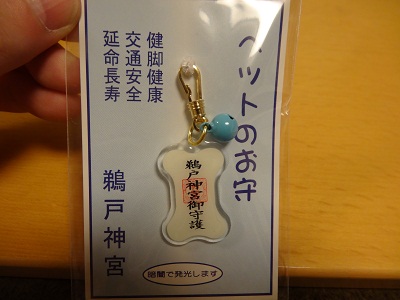 ペットのお守
健脚健康
交通安全
延命長寿
鵜戸神宮
鵜戸神宮御守護
暗闇で発光します